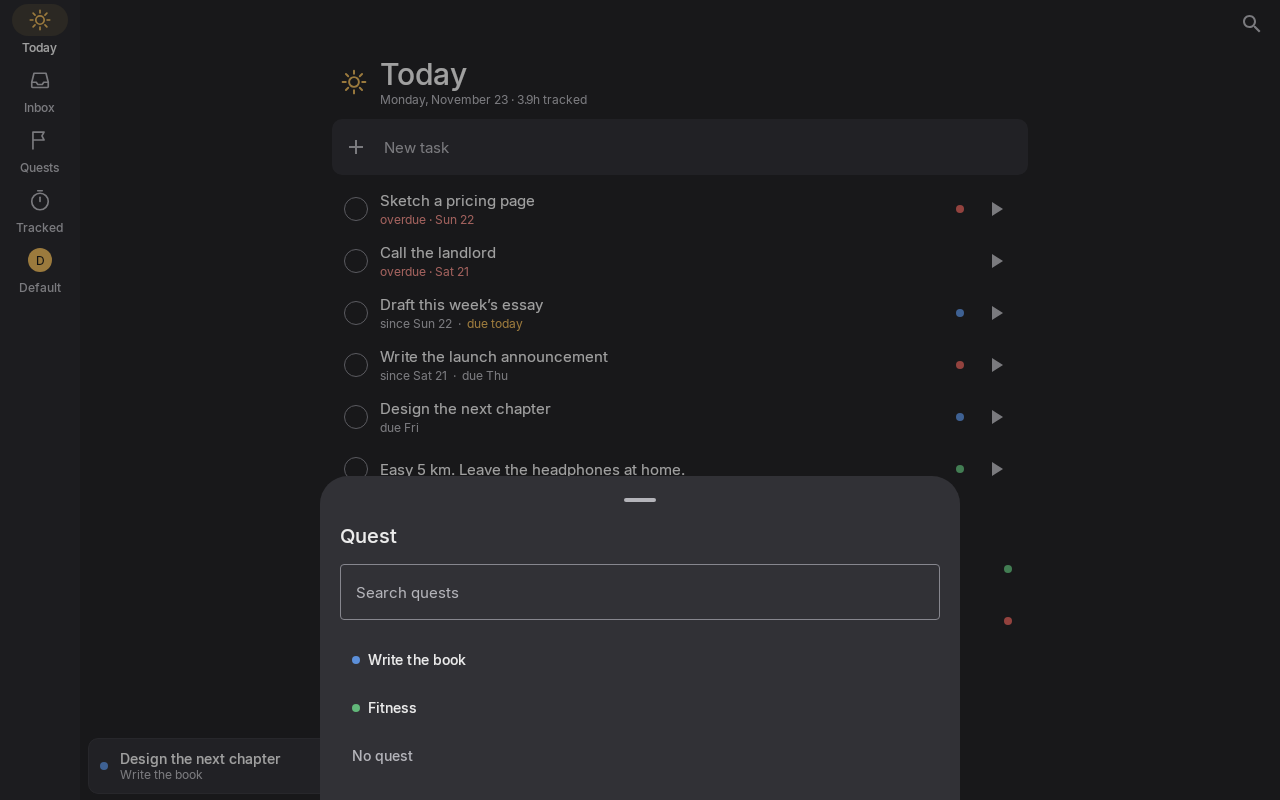 Today
Inbox
Quests
Tracked
D
Default
Today
Monday, November 23 · 3.9h tracked
New task
Sketch a pricing page
overdue · Sun 22
Call the landlord
overdue · Sat 21
Draft this week’s essay
since Sun 22 · due today
Write the launch announcement
since Sat 21 · due Thu
Design the next chapter
due Fri
Easy 5 km. Leave the headphones at home.
Quest
Search quests
Write the book
Fitness
No quest
Design the next chapter
Write the book